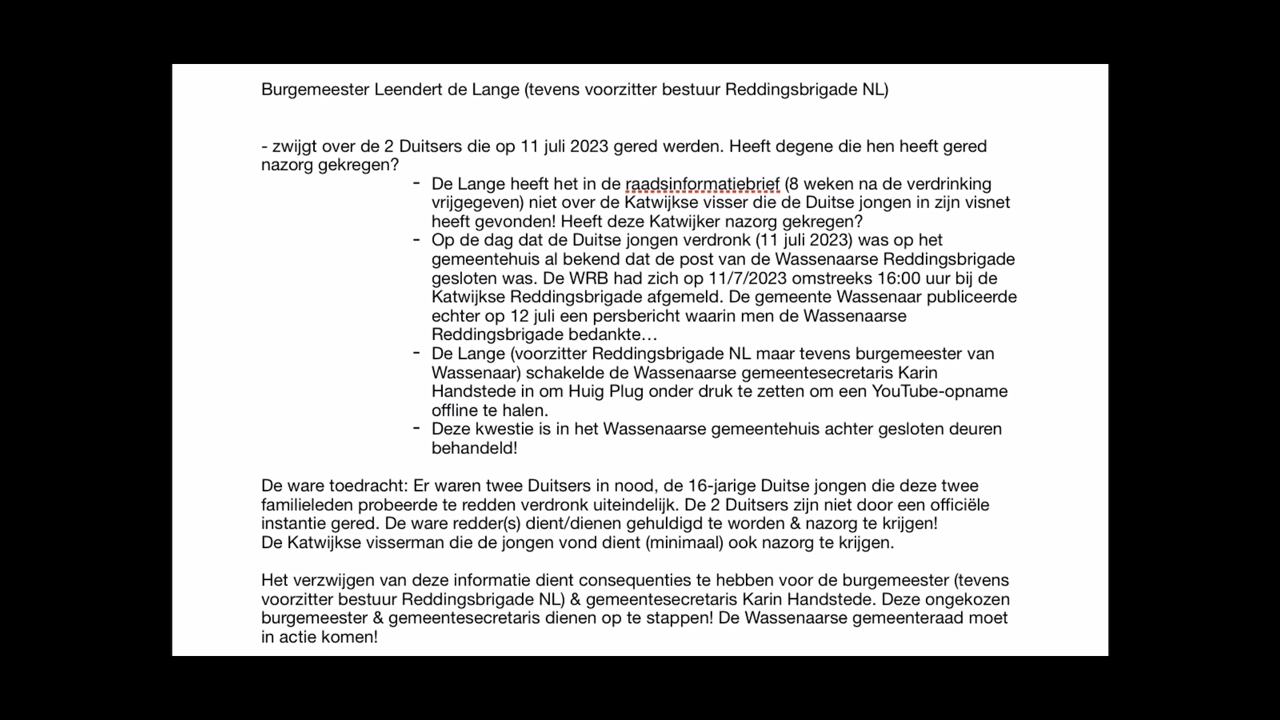 Burgemeester Leendert de Lange (tevens voorzitter bestuur Reddingsbrigade NL)
- zwijgt over de 2 Duitsers die op 11 juli 2023 gered werden. Heeft degene die hen heeft gered
nazorg gekregen?
- De Lange heeft het in de raadsinformatiebrief (8 weken na de verdrinking
vrijgegeven) niet over de Katwijkse visser die de Duitse jongen in zijn visnet
heeft gevonden! Heeft deze Katwijker nazorg gekregen?
- Op de dag dat de Duitse jongen verdronk (11 juli 2023) was op het
gemeentehuis al bekend dat de post van de Wassenaarse Reddingsbrigade
gesloten was. De WRB had zich op 11/7/2023 omstreeks 16:00 uur bij de
Katwijkse Reddingsbrigade afgemeld. De gemeente Wassenaar publiceerde
echter op 12 juli een persbericht waarin men de Wassenaarse
Reddingsbrigade bedankte…
- De Lange (voorzitter Reddingsbrigade NL maar tevens burgemeester van
Wassenaar) schakelde de Wassenaarse gemeentesecretaris Karin
Handstede in om Huig Plug onder druk te zetten om een YouTube-opname
offline te halen.
- Deze kwestie is in het Wassenaarse gemeentehuis achter gesloten deuren
behandeld!
De ware toedracht: Er waren twee Duitsers in nood, de 16-jarige Duitse jongen die deze twee
familieleden probeerde te redden verdronk uiteindelijk. De 2 Duitsers zijn niet door een officiële
instantie gered. De ware redder(s) dient/dienen gehuldigd te worden & nazorg te krijgen!
De Katwijkse visserman die de jongen vond dient (minimaal) ook nazorg te krijgen.
Het verzwijgen van deze informatie dient consequenties te hebben voor de burgemeester (tevens
voorzitter bestuur Reddingsbrigade NL) & gemeentesecretaris Karin Handstede. Deze ongekozen
burgemeester & gemeentesecretaris dienen op te stappen! De Wassenaarse gemeenteraad moet
in actie komen!